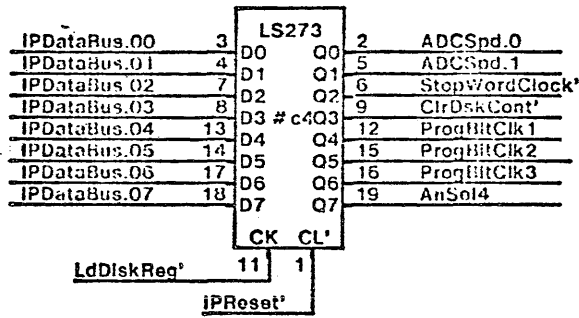 LS273
IPDataBus.00 3 D0 Q0 2 ADCSpd.0
IPDataBus.01 4 D1 Q1 5 ADCSpd.1
IPDataBus.02 7 D2 Q2 6 StopWordClock'
IPDataBus.03 8 D3 # c4 Q3 9 ClrDskCont'
IPDataBus.04 13 D4 Q4 12 ProgBitClk1
IPDataBus.05 14 D5 Q5 15 ProgBitClk2
IPDataBus.06 17 D6 Q6 16 ProgBitClk3
IPDataBus.07 18 D7 Q7 19 AnSol4
CK CL'
LdDiskReg' 11 1
iPReset'